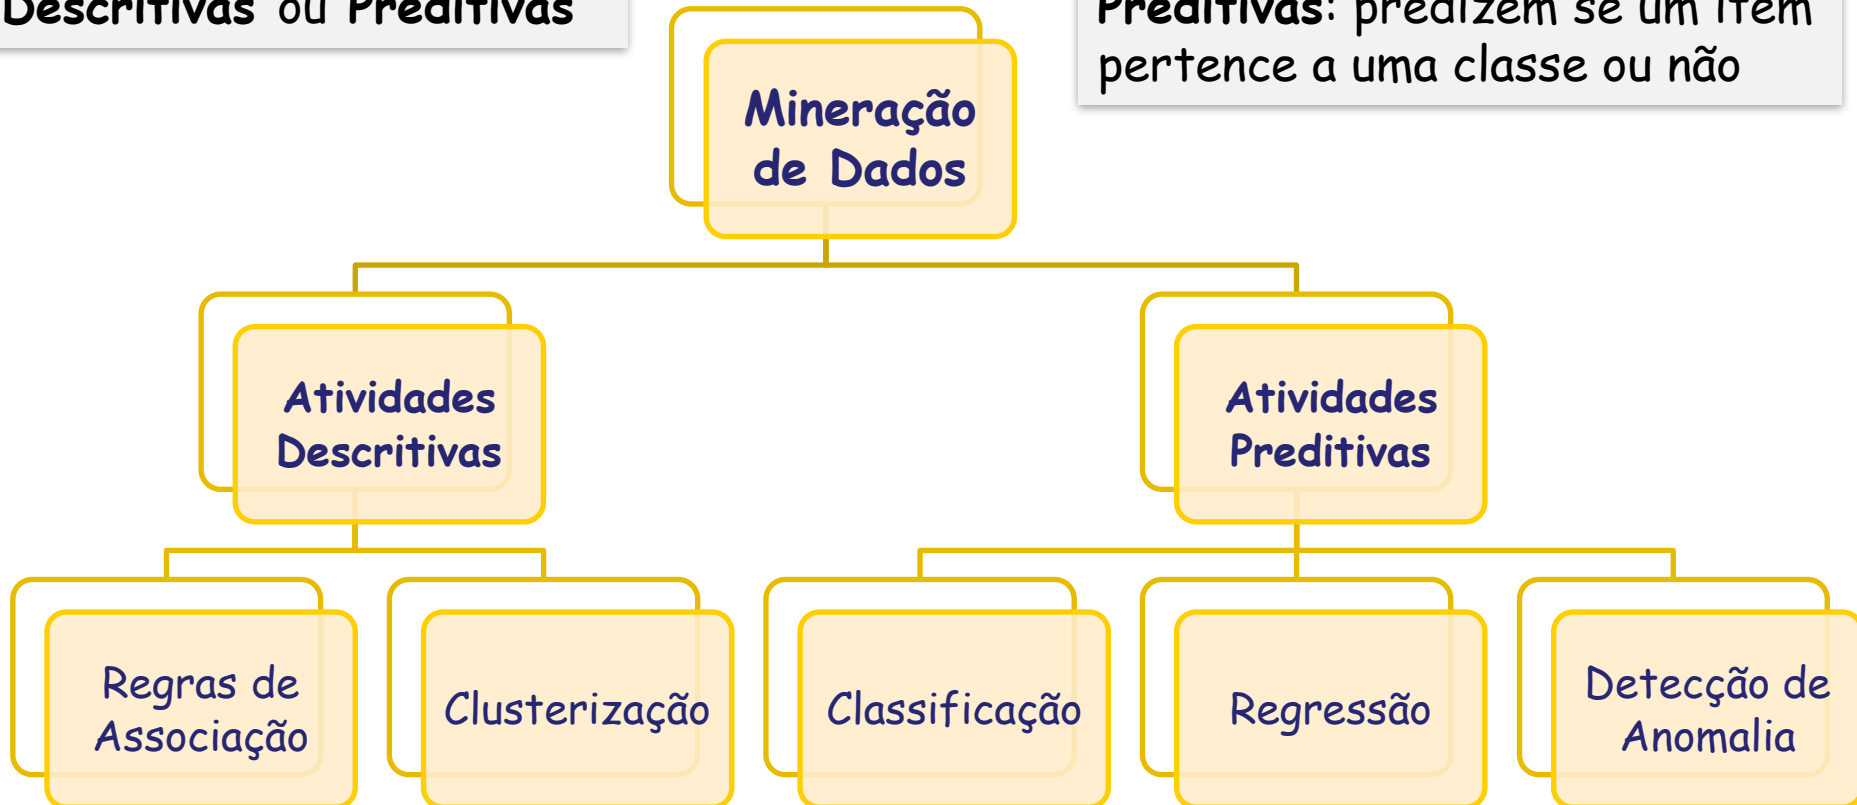 Descritivas ou Preditivas
Preditivas: predizem se um item
pertence a uma classe ou não
Mineração
de Dados
Atividades
Descritivas
Atividades
Preditivas
Regras de
Associação
Clusterização
Classificação
Regressão
Detecção de
Anomalia